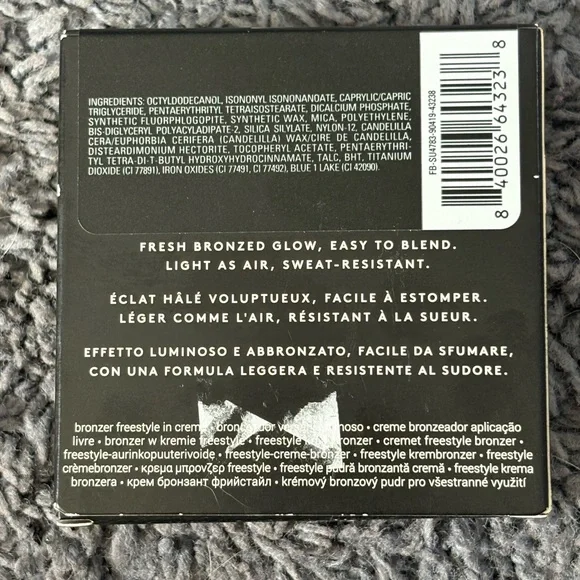 INGREDIENTS: OCTYLDODECANOL, ISONONYL ISONONANOATE, CAPRYLIC/CAPRIC
TRIGLYCERIDE, PENTAERYTHRITYL TETRAISOSTEARATE, DICALCIUM PHOSPHATE,
SYNTHETIC FLUORPHLOGOPITE, SYNTHETIC WAX, MICA, POLYETHYLENE,
BIS-DIGLYCERYL POLYACYLADIPATE-2, SILICA SILYLATE, NYLON-12, CANDELILLA
CERA/EUPHORBIA CERIFERA (CANDELILLA) WAX/CIRE DE CANDELILLA,
DISTEARDIMONIUM HECTORITE, TOCOPHERYL ACETATE, PENTAERYTHRI-
TYL TETRA-DI-T-BUTYL HYDROXYHYDROCINNAMATE, TALC, BHT, TITANIUM
DIOXIDE (CI 77891), IRON OXIDES (CI 77491, CI 77492), BLUE 1 LAKE (CI 42090).
FB-SU4783-90419-43238
8 40026 64323 8
FRESH BRONZED GLOW, EASY TO BLEND.
LIGHT AS AIR, SWEAT-RESISTANT.
ÉCLAT HÂLÉ VOLUPTUEUX, FACILE À ESTOMPER.
LÉGER COMME L'AIR, RÉSISTANT À LA SUEUR.
EFFETTO LUMINOSO E ABBRONZATO, FACILE DA SFUMARE,
CON UNA FORMULA LEGGERA E RESISTENTE AL SUDORE.
bronzer freestyle in creme • creme bronzeador aplicação
livre • bronzer w kremie freestyle • freestyle bronzer • cremet freestyle bronzer •
freestyle-aurinkopuuterivoide • freestyle-creme-bronzer • freestyle krembronzer • freestyle
crèmebronzer • κρεμα μπρονζερ freestyle • freestyle pudră bronzantă cremă • freestyle krema
bronzera • крем бронзант фрийстайл • krémový bronzový pudr pro všestranné využití